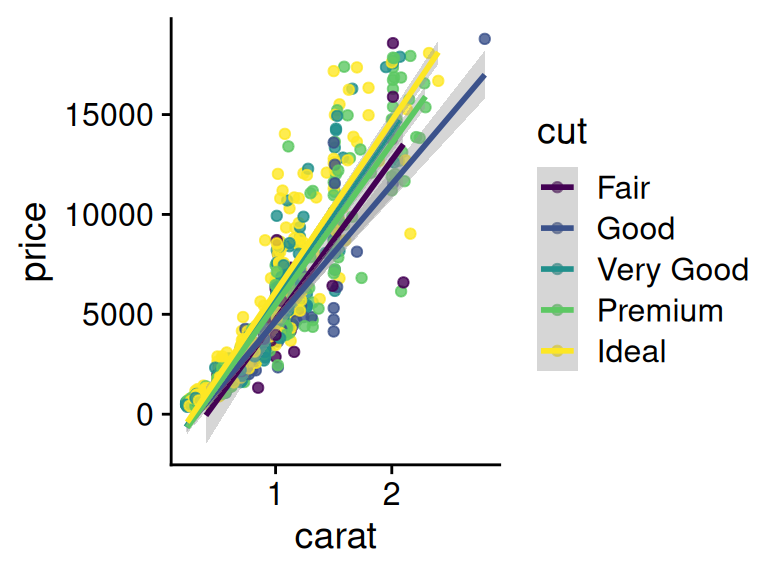 price
15000
10000
5000
0
1 2
carat
cut
Fair
Good
Very Good
Premium
Ideal